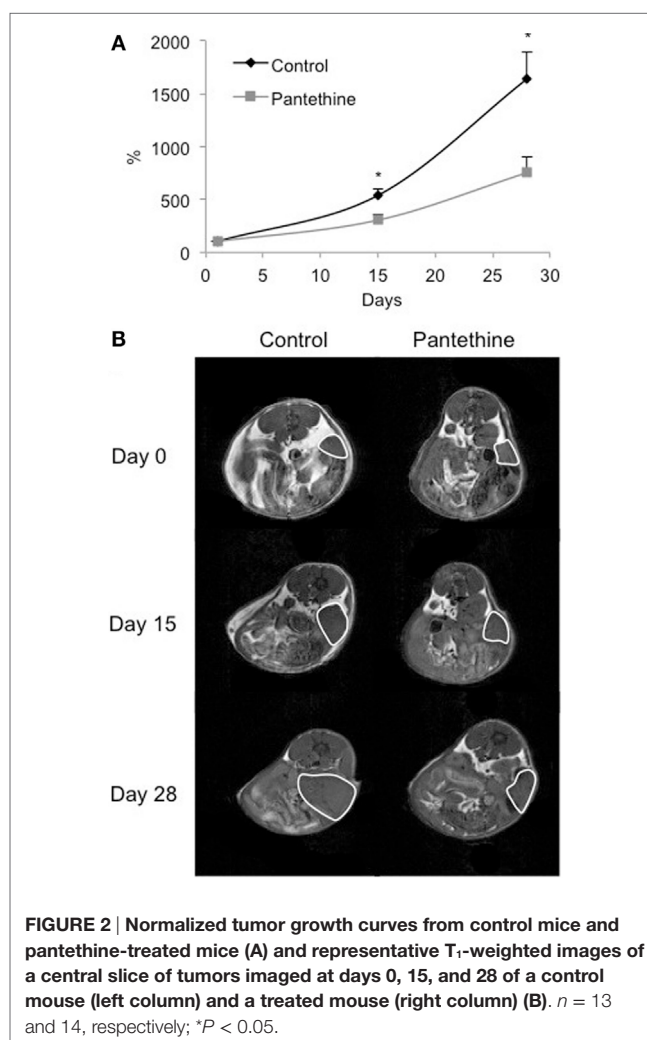 A
2000
1500
1000
500
0
%
Control
Pantethine
*
*
0 5 10 15 20 25 30
Days
B
Control Pantethine
Day 0
Day 15
Day 28
FIGURE 2 | Normalized tumor growth curves from control mice and
pantethine-treated mice (A) and representative T₁-weighted images of
a central slice of tumors imaged at days 0, 15, and 28 of a control
mouse (left column) and a treated mouse (right column) (B). n = 13
and 14, respectively; *P < 0.05.